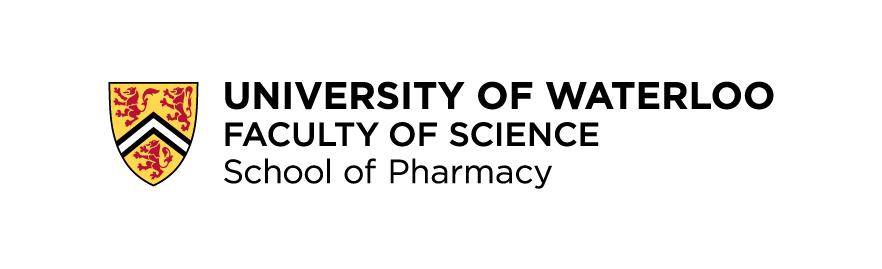 UNIVERSITY OF WATERLOO
FACULTY OF SCIENCE
School of Pharmacy